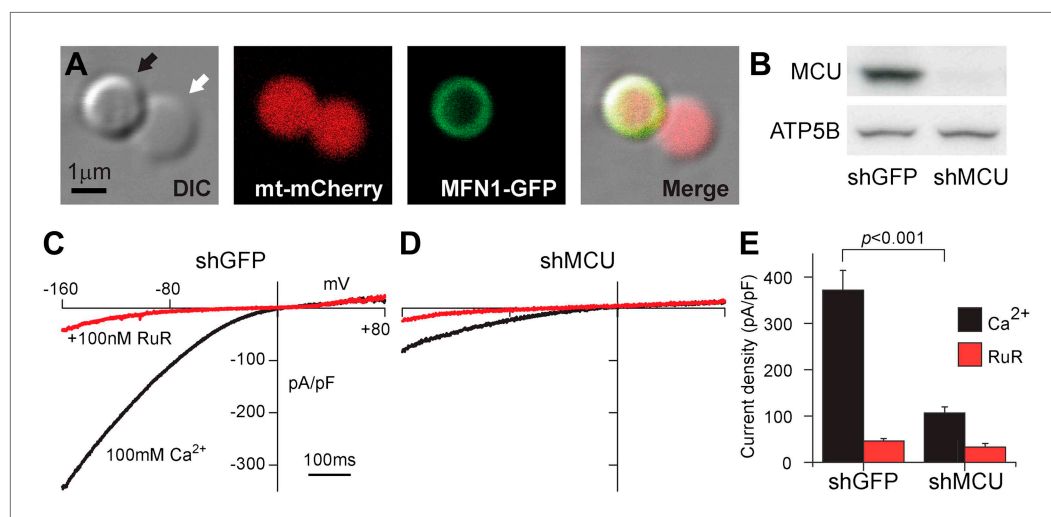 A
1µm
DIC
mt-mCherry
MFN1-GFP
Merge
B
MCU
ATP5B
shGFP shMCU
C
shGFP
-160
-80
mV
+80
+100nM RuR
-100
pA/pF
-200
100mM Ca²⁺
-300
100ms
D
shMCU
E
p<0.001
Current density (pA/pF)
400
300
200
100
0
Ca²⁺
RuR
shGFP shMCU